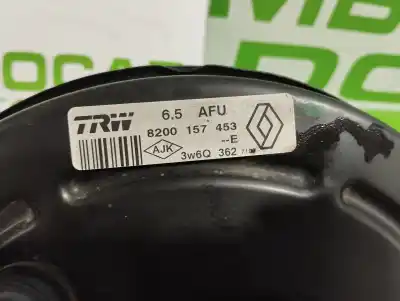 TRW
6,5 AFU
8200 157 453
--E
AJK
3w6Q 362